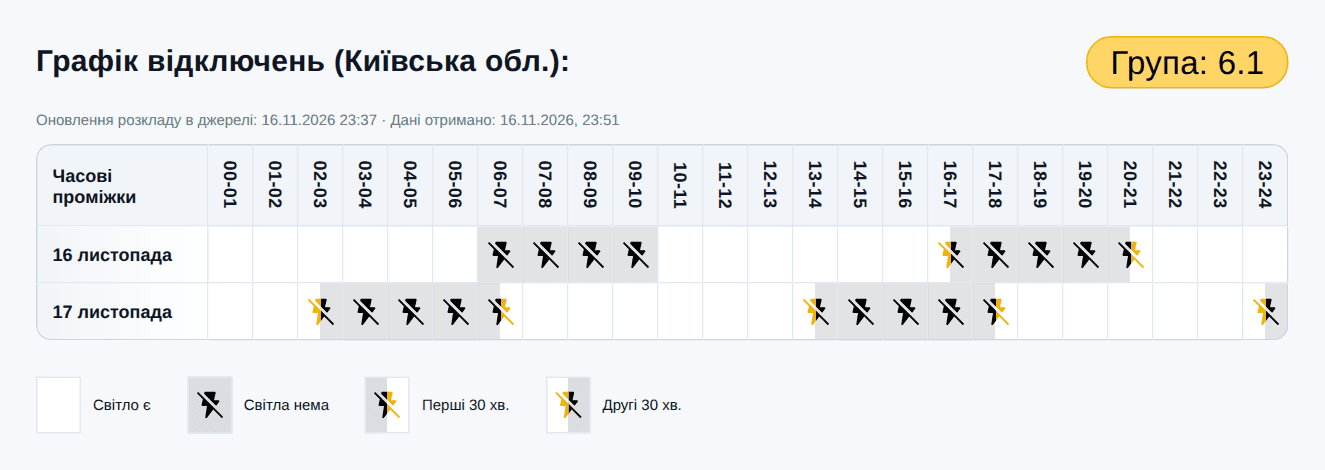 Графік відключень (Київська обл.):
Група: 6.1
Оновлення розкладу в джерелі: 16.11.2026 23:37 · Дані отримано: 16.11.2026, 23:51
Часові
проміжки
00-01
01-02
02-03
03-04
04-05
05-06
06-07
07-08
08-09
09-10
10-11
11-12
12-13
13-14
14-15
15-16
16-17
17-18
18-19
19-20
20-21
21-22
22-23
23-24
16 листопада
17 листопада
Світло є
Світла нема
Перші 30 хв.
Другі 30 хв.